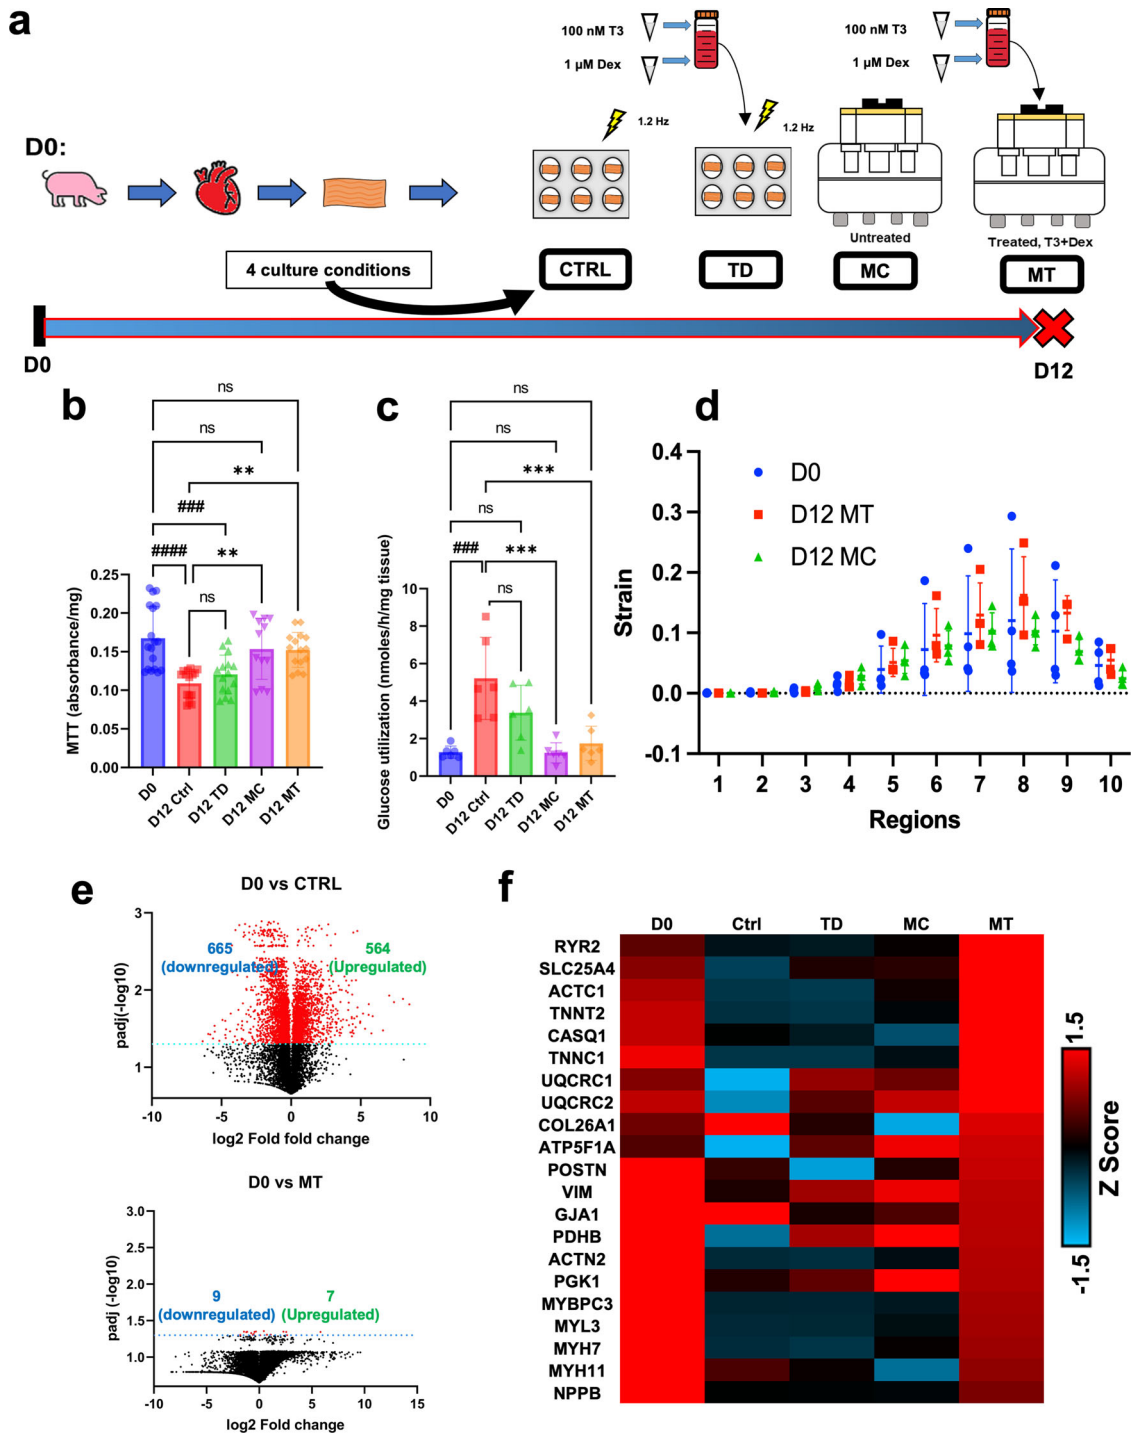 a
100 nM T3
1 µM Dex
1.2 Hz
100 nM T3
1 µM Dex
1.2 Hz
D0:
Untreated
Treated, T3+Dex
4 culture conditions
CTRL
TD
MC
MT
D0
D12
b
ns
ns
**
###
####
**
ns
MTT (absorbance/mg)
0.25
0.20
0.15
0.10
0.05
0.00
D0
D12 Ctrl
D12 TD
D12 MC
D12 MT
c
ns
ns
***
ns
###
***
ns
Glucose utilization (nmoles/h/mg tissue)
10
8
6
4
2
0
D0
D12 Ctrl
D12 TD
D12 MC
D12 MT
d
Strain
0.4
0.3
0.2
0.1
0.0
-0.1
D0
D12 MT
D12 MC
1 2 3 4 5 6 7 8 9 10
Regions
e
D0 vs CTRL
padj(-log10)
3
2
1
665
(downregulated)
564
(Upregulated)
-10 -5 0 5 10
log2 Fold fold change
D0 vs MT
padj (-log10)
3.0
2.5
2.0
1.5
1.0
9
(downregulated)
7
(Upregulated)
-10 -5 0 5 10 15
log2 Fold change
f
D0 Ctrl TD MC MT
RYR2
SLC25A4
ACTC1
TNNT2
CASQ1
TNNC1
UQCRC1
UQCRC2
COL26A1
ATP5F1A
POSTN
VIM
GJA1
PDHB
ACTN2
PGK1
MYBPC3
MYL3
MYH7
MYH11
NPPB
1.5
Z Score
-1.5